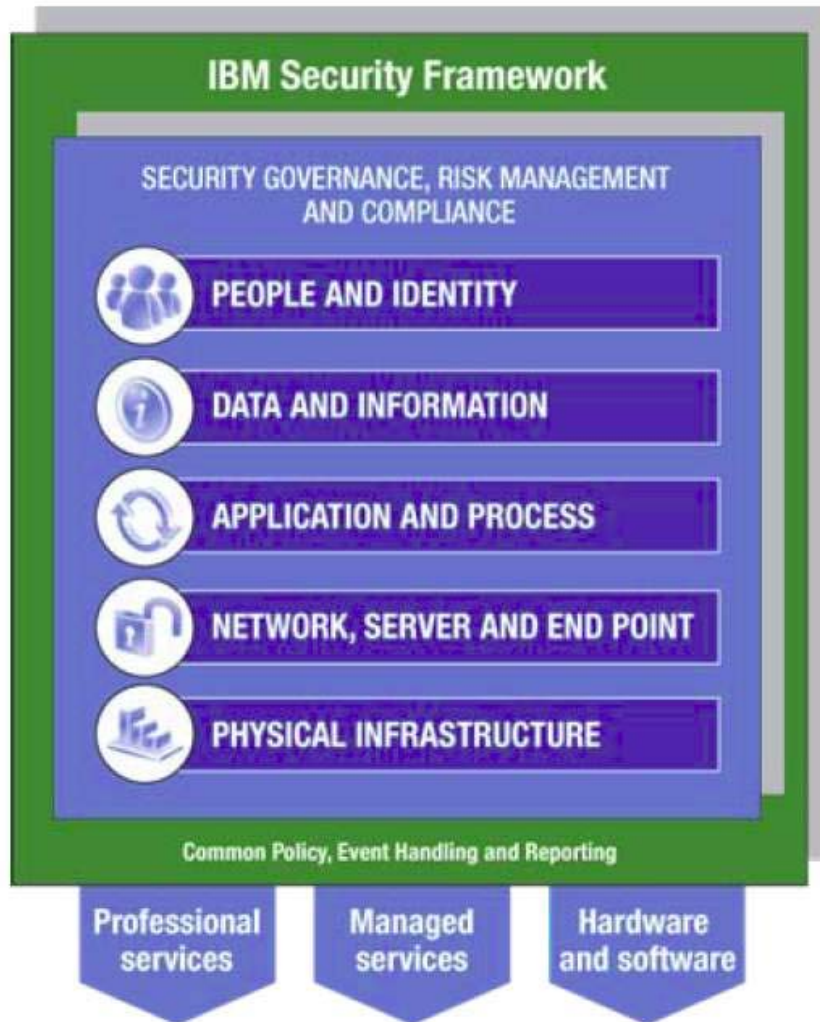 IBM Security Framework
SECURITY GOVERNANCE, RISK MANAGEMENT
AND COMPLIANCE
PEOPLE AND IDENTITY
DATA AND INFORMATION
APPLICATION AND PROCESS
NETWORK, SERVER AND END POINT
PHYSICAL INFRASTRUCTURE
Common Policy, Event Handling and Reporting
Professional
services
Managed
services
Hardware
and software